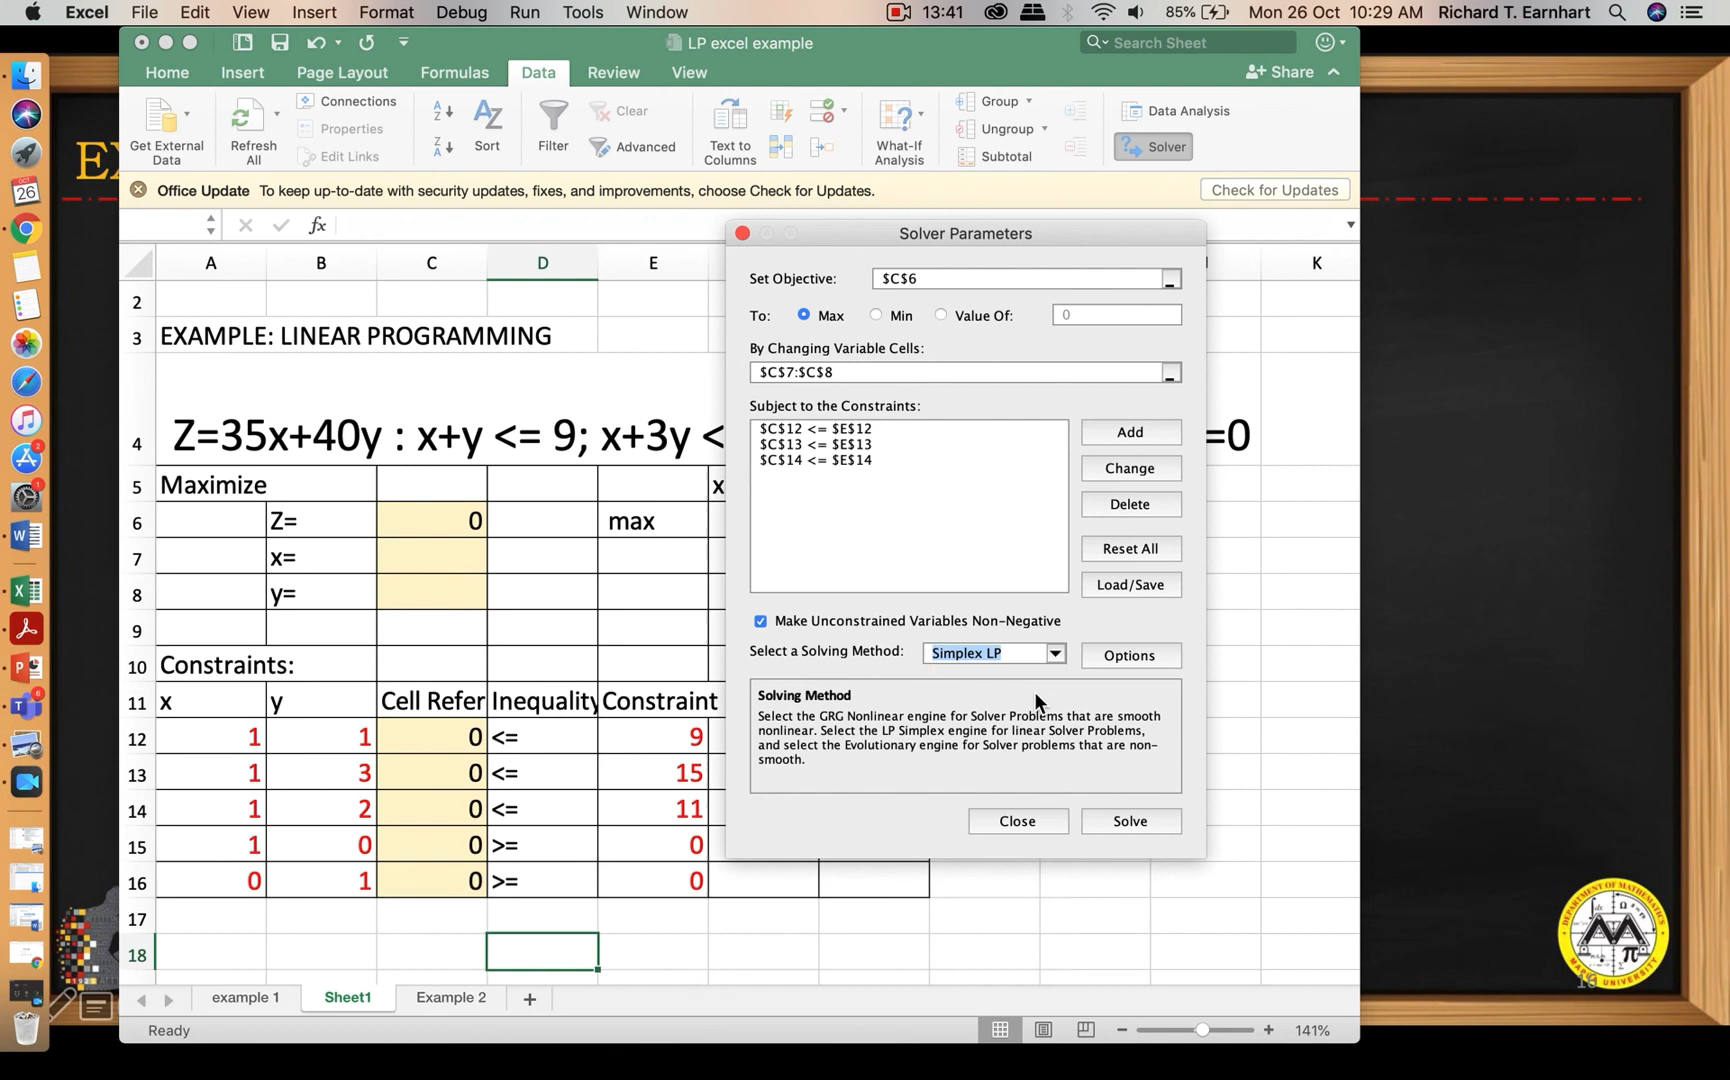 Excel File Edit View Insert Format Debug Run Tools Window 13:41 85% Mon 26 Oct 10:29 AM Richard T. Earnhart
LP excel example
Search Sheet
Home Insert Page Layout Formulas Data Review View Share
Get External Data
Refresh All
Connections
Properties
Edit Links
Sort
Filter
Clear
Advanced
Text to Columns
What-If Analysis
Group
Ungroup
Subtotal
Data Analysis
Solver
Office Update To keep up-to-date with security updates, fixes, and improvements, choose Check for Updates.
Check for Updates
fx
A B C D E K
2
3 EXAMPLE: LINEAR PROGRAMMING
4 Z=35x+40y : x+y <= 9; x+3y < =0
5 Maximize x
6 Z= 0 max
7 x=
8 y=
9
10 Constraints:
11 x y Cell Refer Inequality Constraint
12 1 1 0 <= 9
13 1 3 0 <= 15
14 1 2 0 <= 11
15 1 0 0 >= 0
16 0 1 0 >= 0
17
18
Solver Parameters
Set Objective: $C$6
To: Max Min Value Of: 0
By Changing Variable Cells:
$C$7:$C$8
Subject to the Constraints:
$C$12 <= $E$12
$C$13 <= $E$13
$C$14 <= $E$14
Add
Change
Delete
Reset All
Load/Save
Make Unconstrained Variables Non-Negative
Select a Solving Method: Simplex LP Options
Solving Method
Select the GRG Nonlinear engine for Solver Problems that are smooth
nonlinear. Select the LP Simplex engine for linear Solver Problems,
and select the Evolutionary engine for Solver problems that are non-
smooth.
Close Solve
example 1 Sheet1 Example 2
Ready 141%
DEPARTMENT OF MATHEMATICS